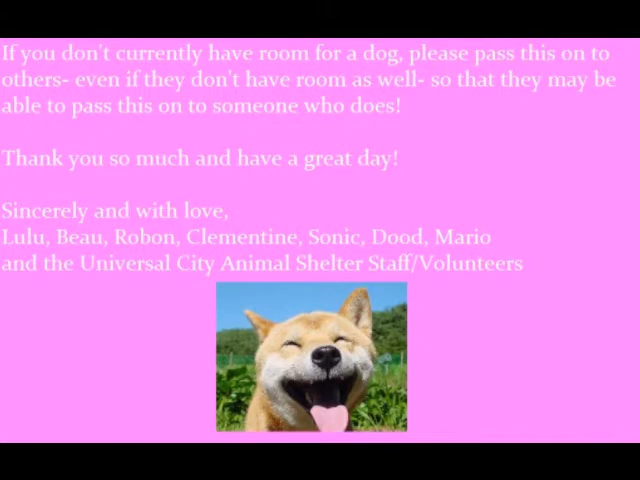 If you don't currently have room for a dog, please pass this on to
others- even if they don't have room as well- so that they may be
able to pass this on to someone who does!
Thank you so much and have a great day!
Sincerely and with love,
Lulu, Beau, Robon, Clementine, Sonic, Dood, Mario
and the Universal City Animal Shelter Staff/Volunteers